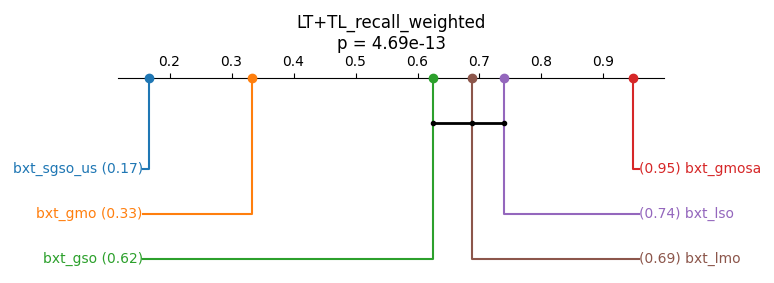 LT+TL_recall_weighted
p = 4.69e-13
0.2 0.3 0.4 0.5 0.6 0.7 0.8 0.9
bxt_sgso_us (0.17) (0.95) bxt_gmosa
bxt_gmo (0.33) (0.74) bxt_lso
bxt_gso (0.62) (0.69) bxt_lmo